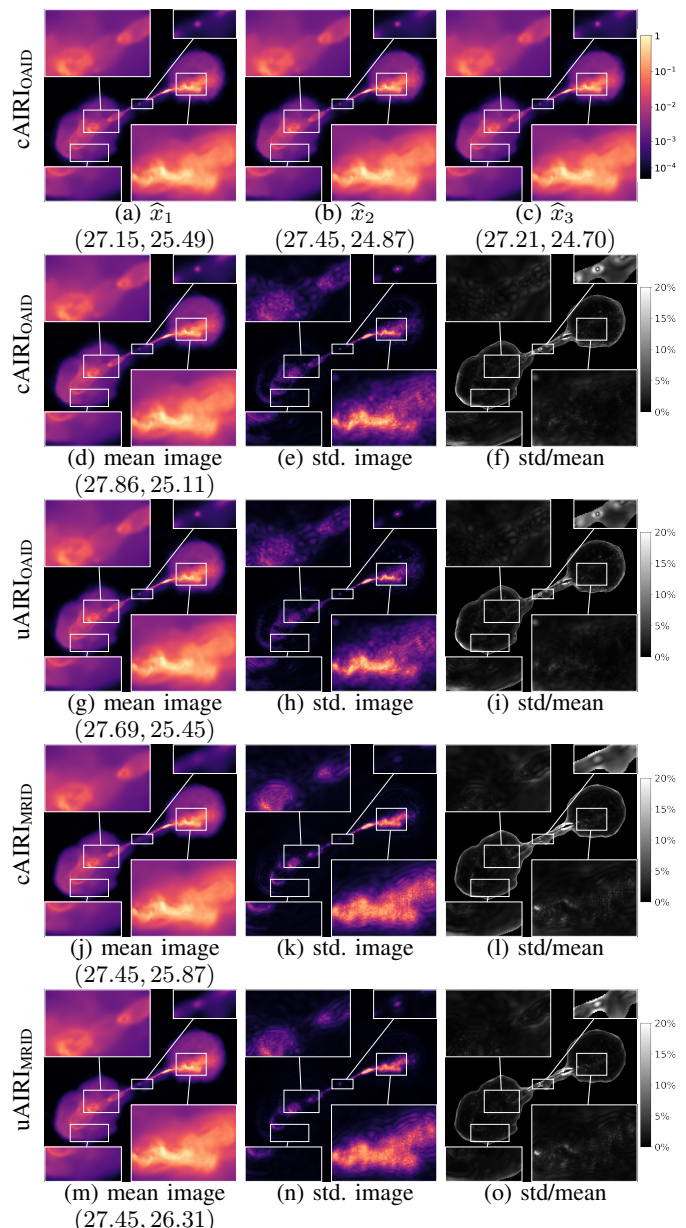 cAIRI_OAID
1
10⁻¹
10⁻²
10⁻³
10⁻⁴
(a) x̂₁
(b) x̂₂
(c) x̂₃
(27.15, 25.49)
(27.45, 24.87)
(27.21, 24.70)
cAIRI_OAID
20%
15%
10%
5%
0%
(d) mean image
(e) std. image
(f) std/mean
(27.86, 25.11)
uAIRI_OAID
20%
15%
10%
5%
0%
(g) mean image
(h) std. image
(i) std/mean
(27.69, 25.45)
cAIRI_MRID
20%
15%
10%
5%
0%
(j) mean image
(k) std. image
(l) std/mean
(27.45, 25.87)
uAIRI_MRID
20%
15%
10%
5%
0%
(m) mean image
(n) std. image
(o) std/mean
(27.45, 26.31)